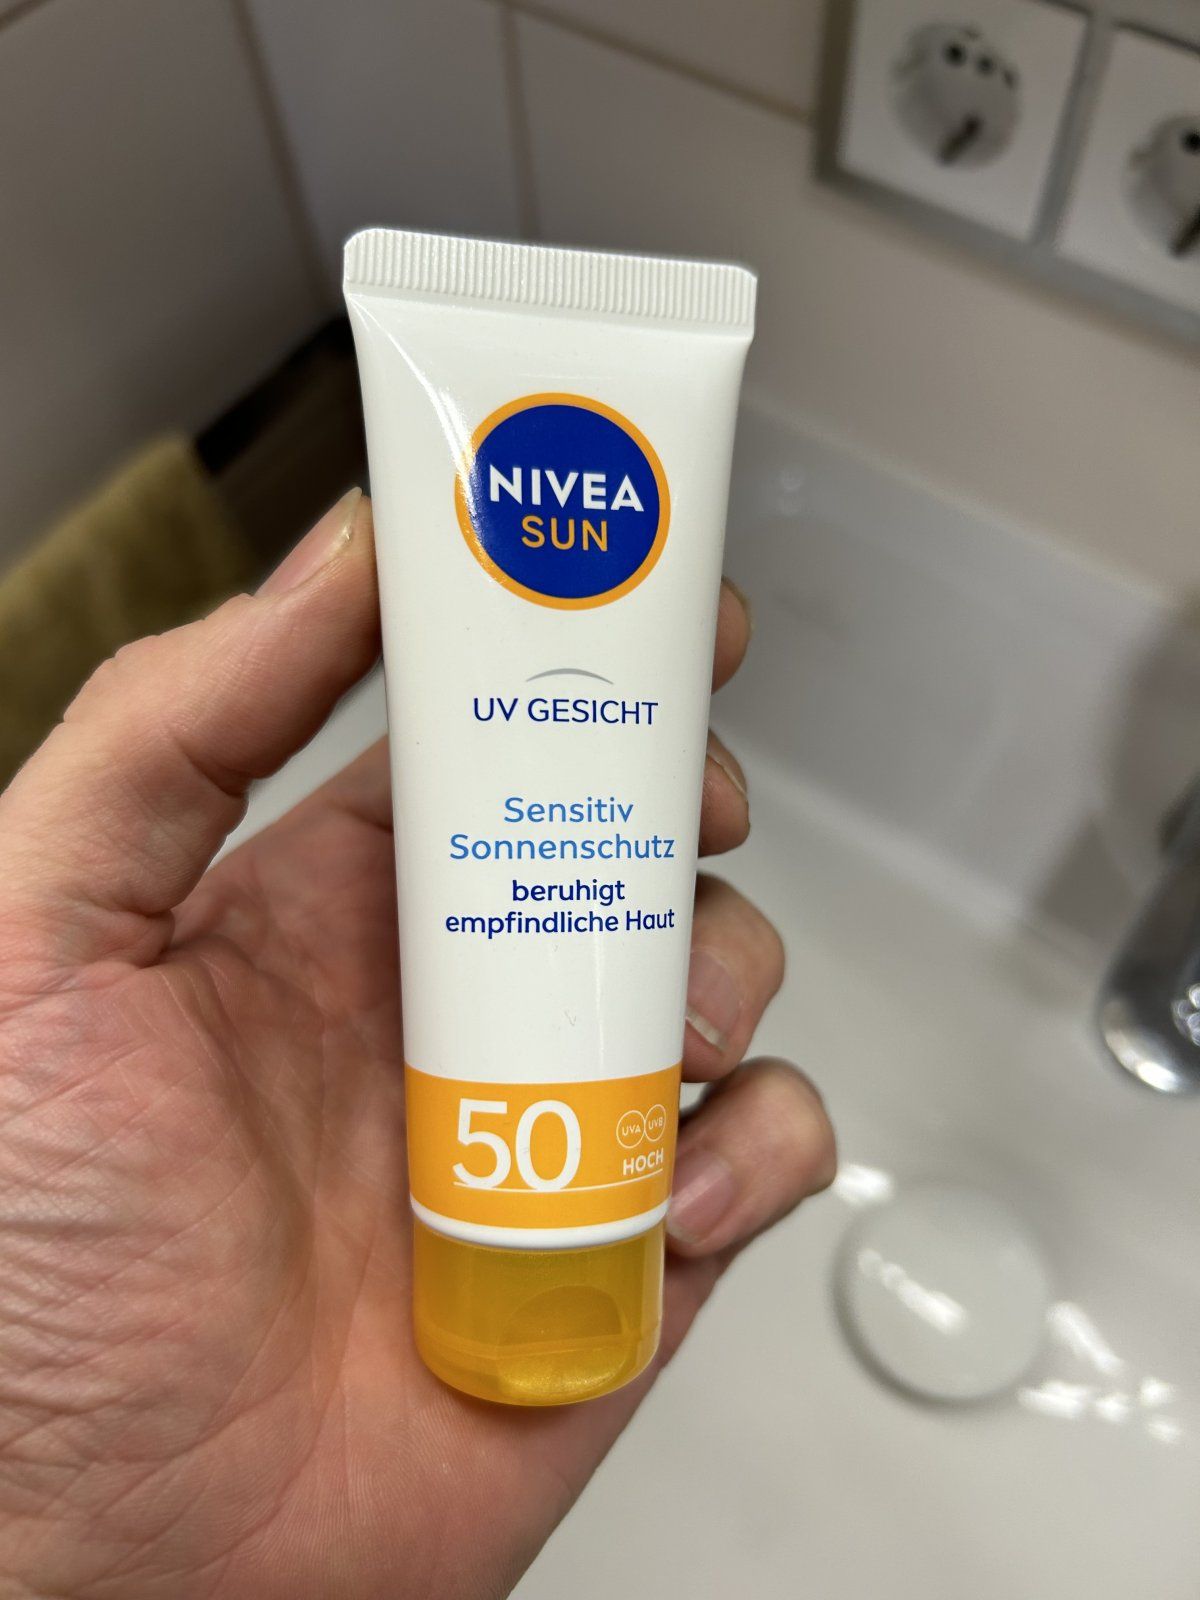 NIVEA
SUN
UV GESICHT
Sensitiv
Sonnenschutz
beruhigt
empfindliche Haut
50
UVA UVB
HOCH